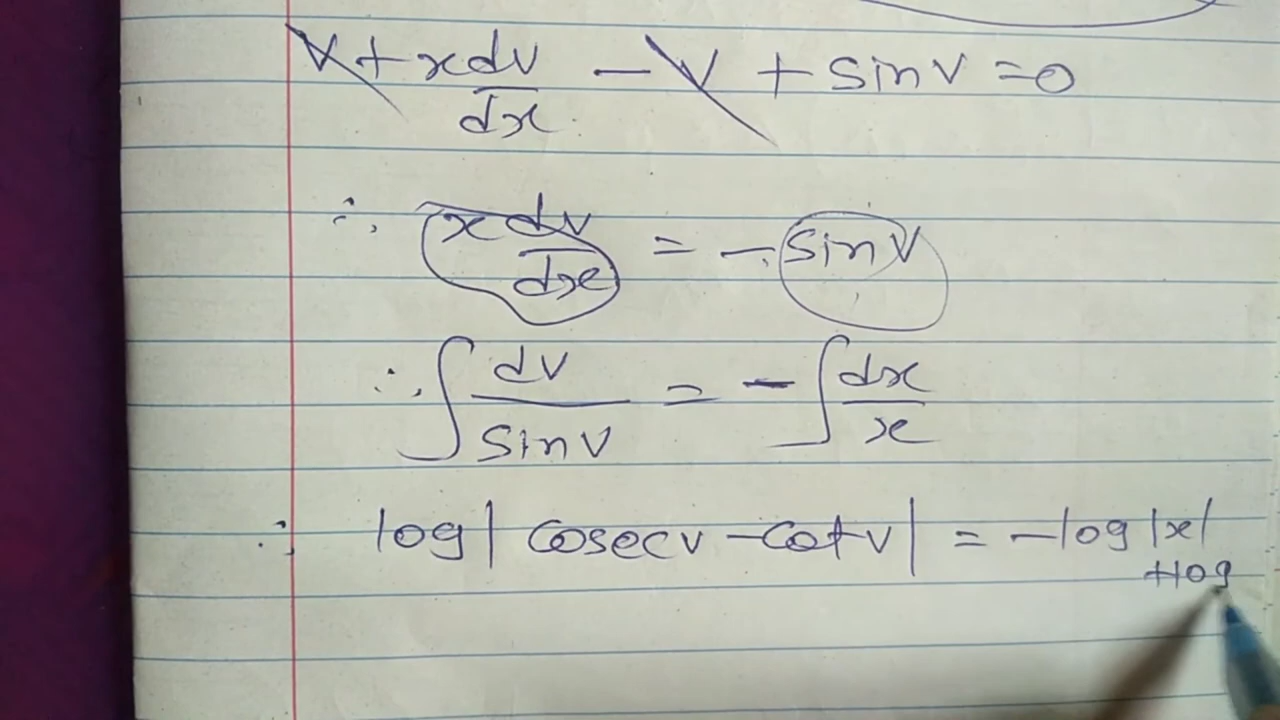 v + x dv/dx - v + sin v = 0
∴ x dv/dx = - sin v
∴ ∫ dv/sin v = - ∫ dx/x
∴ log | cosec v - cot v | = - log |x|
+log